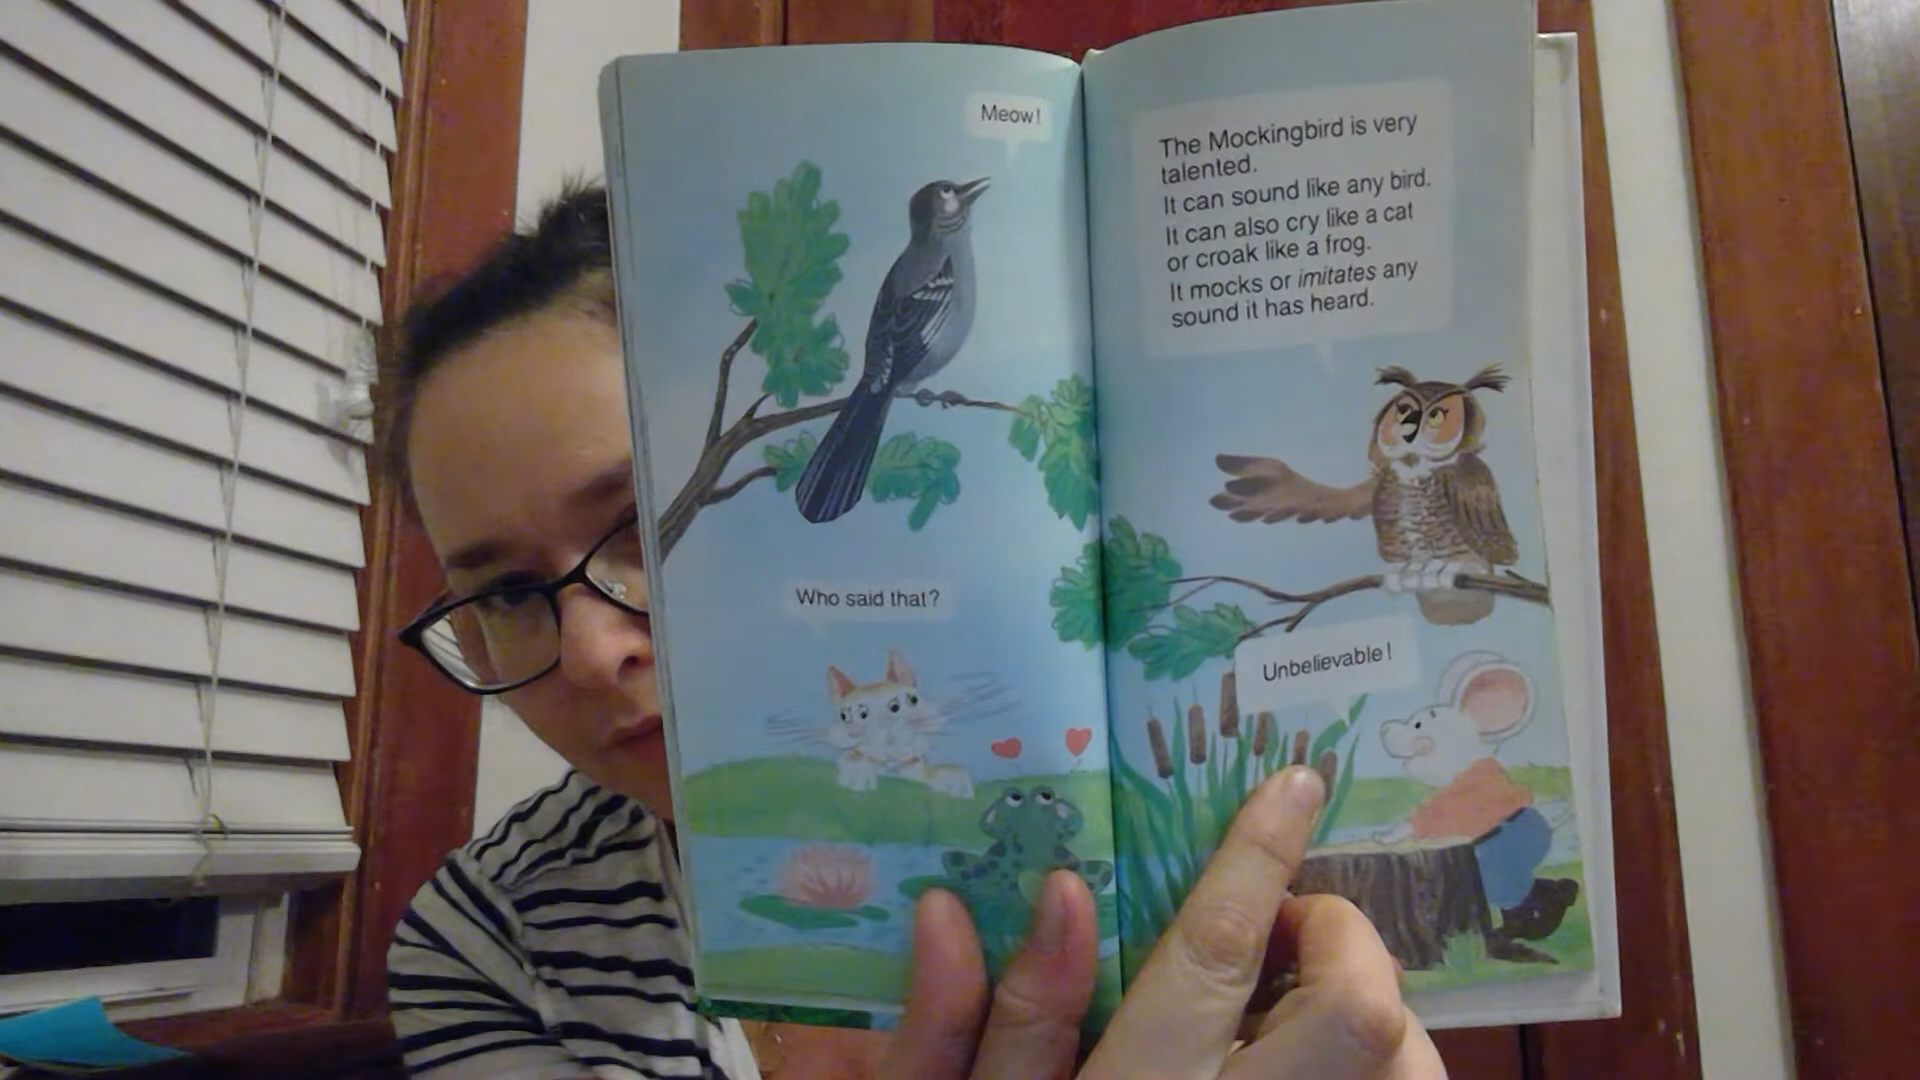 Meow!
Who said that?
The Mockingbird is very
talented.
It can sound like any bird.
It can also cry like a cat
or croak like a frog.
It mocks or imitates any
sound it has heard.
Unbelievable!